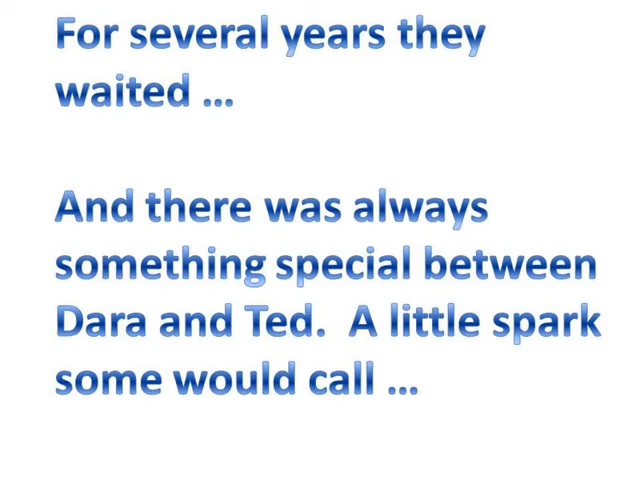 For several years they
waited ...
And there was always
something special between
Dara and Ted.  A little spark
some would call ...